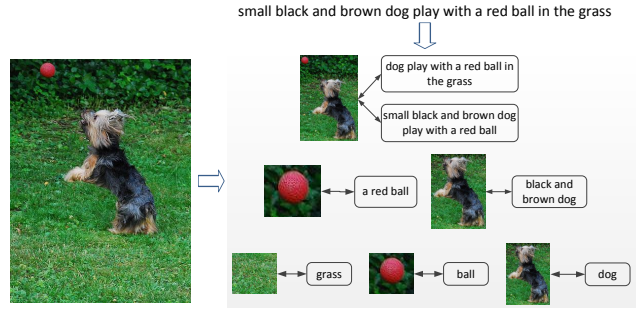 small black and brown dog play with a red ball in the grass
dog play with a red ball in
the grass
small black and brown dog
play with a red ball
a red ball
black and
brown dog
grass
ball
dog